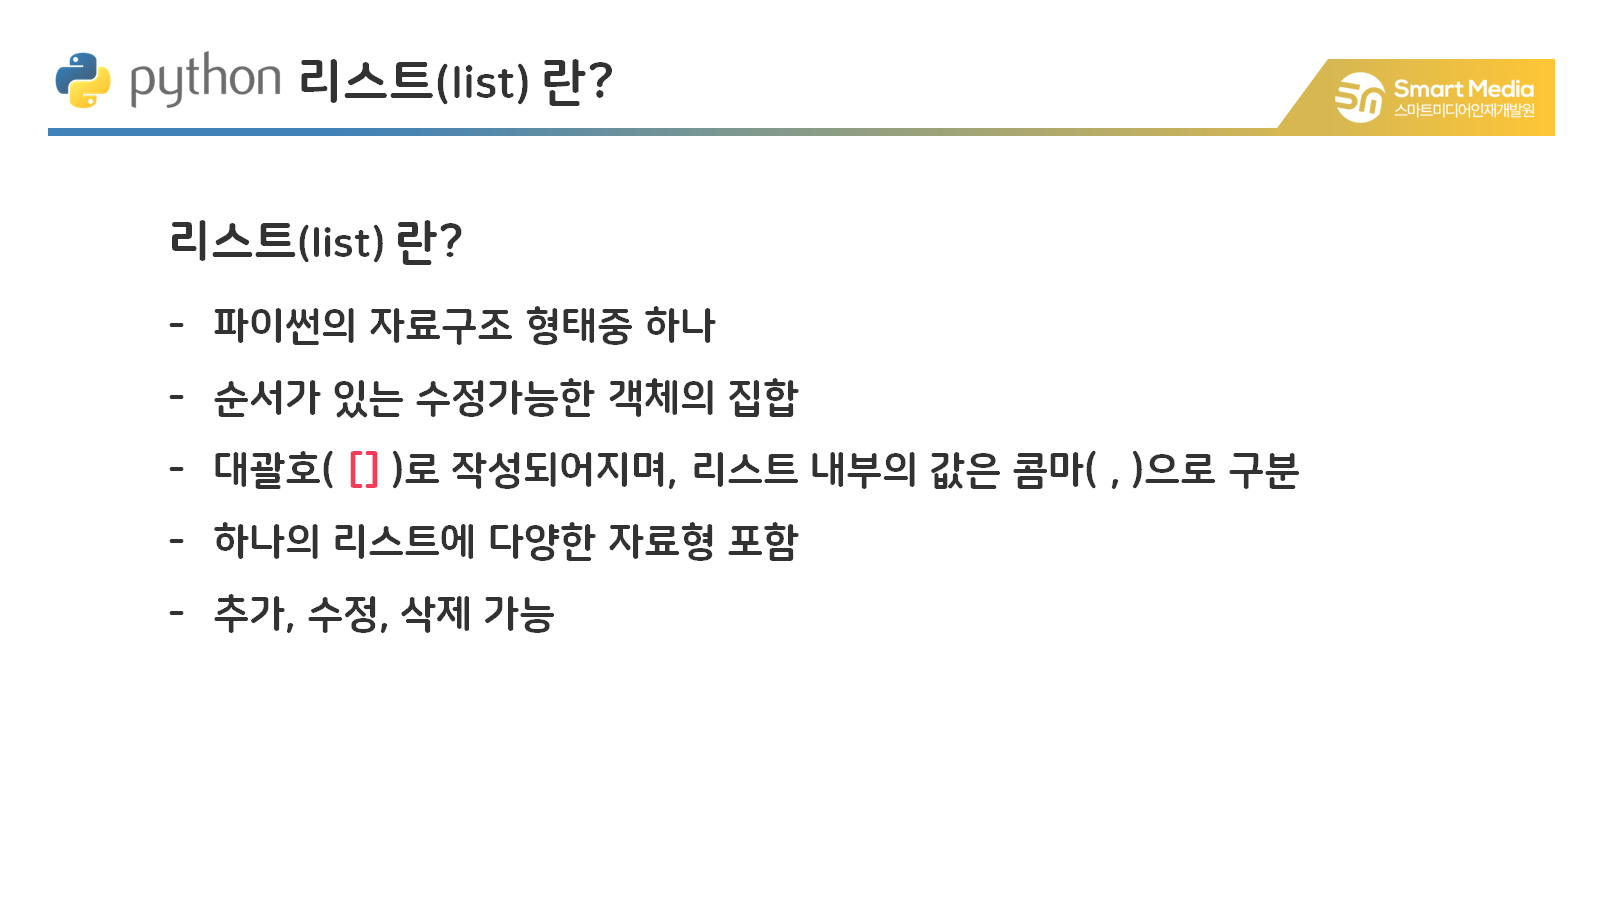 python 리스트(list) 란?
Smart Media
스마트미디어인재개발원
리스트(list) 란?
- 파이썬의 자료구조 형태중 하나
- 순서가 있는 수정가능한 객체의 집합
- 대괄호( [] )로 작성되어지며, 리스트 내부의 값은 콤마( , )으로 구분
- 하나의 리스트에 다양한 자료형 포함
- 추가, 수정, 삭제 가능